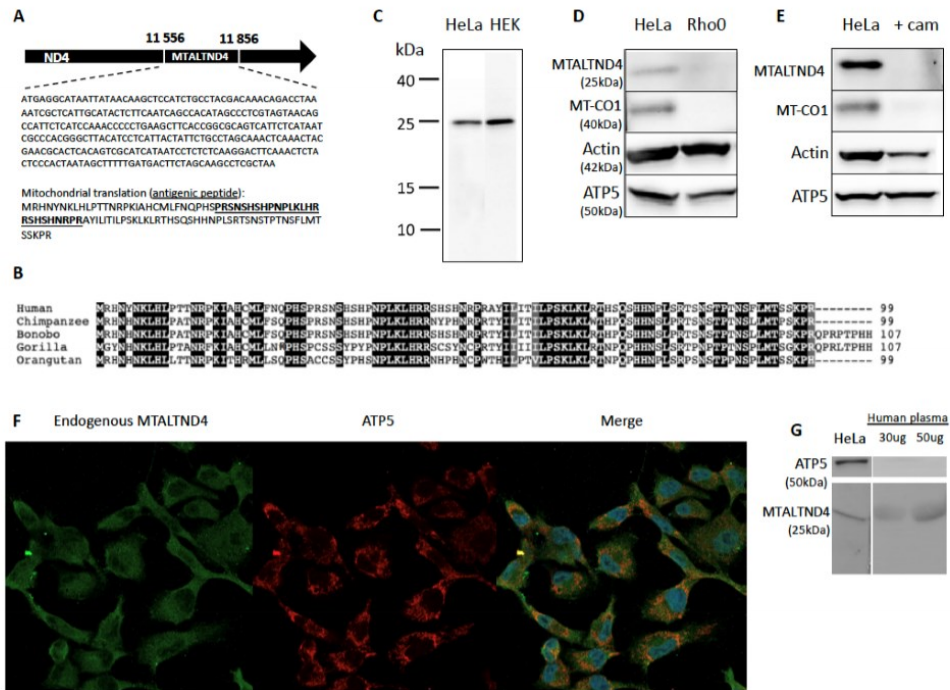 A
11 556 11 856
ND4 MTALTND4
ATGAGGCATAATTATAACAAGCTCCATCTGCCTACGACAAACAGACCTAA
AATCGCTCATTGCATACTCTTCAATCAGCCACATAGCCCTCGTAGTAACAG
CCATTCTCATCCAAACCCCCTGAAGCTTCACCGGCGCAGTCATTCTCATAAT
CGCCCACGGGCTTACATCCTCATTACTATTCTGCCTAGCAAACTCAAACTAC
GAACGCACTCACAGTCGCATCATAATCCTCTCTCAAGGACTTCAAACTCTA
CTCCCACTAATAGCTTTTTGATGACTTCTAGCAAGCCTCGCTAA
Mitochondrial translation (antigenic peptide):
MRHNYNKLHLPTTNRPKIAHCMLFNQPHSPRSNSHSHPNPLKLHR
RSHSHNRPRAYILITILPSKLKLRTHSQSHHNPLSRTSNSTPTNSFLMT
SSKPR
C
HeLa HEK
kDa
40
25
15
10
D
HeLa Rho0
MTALTND4
(25kDa)
MT-CO1
(40kDa)
Actin
(42kDa)
ATP5
(50kDa)
E
HeLa + cam
MTALTND4
MT-CO1
Actin
ATP5
B
Human 99
Chimpanzee 99
Bonobo 107
Gorilla 107
Orangutan 99
F
Endogenous MTALTND4 ATP5 Merge
G
Human plasma
HeLa 30ug 50ug
ATP5
(50kDa)
MTALTND4
(25kDa)